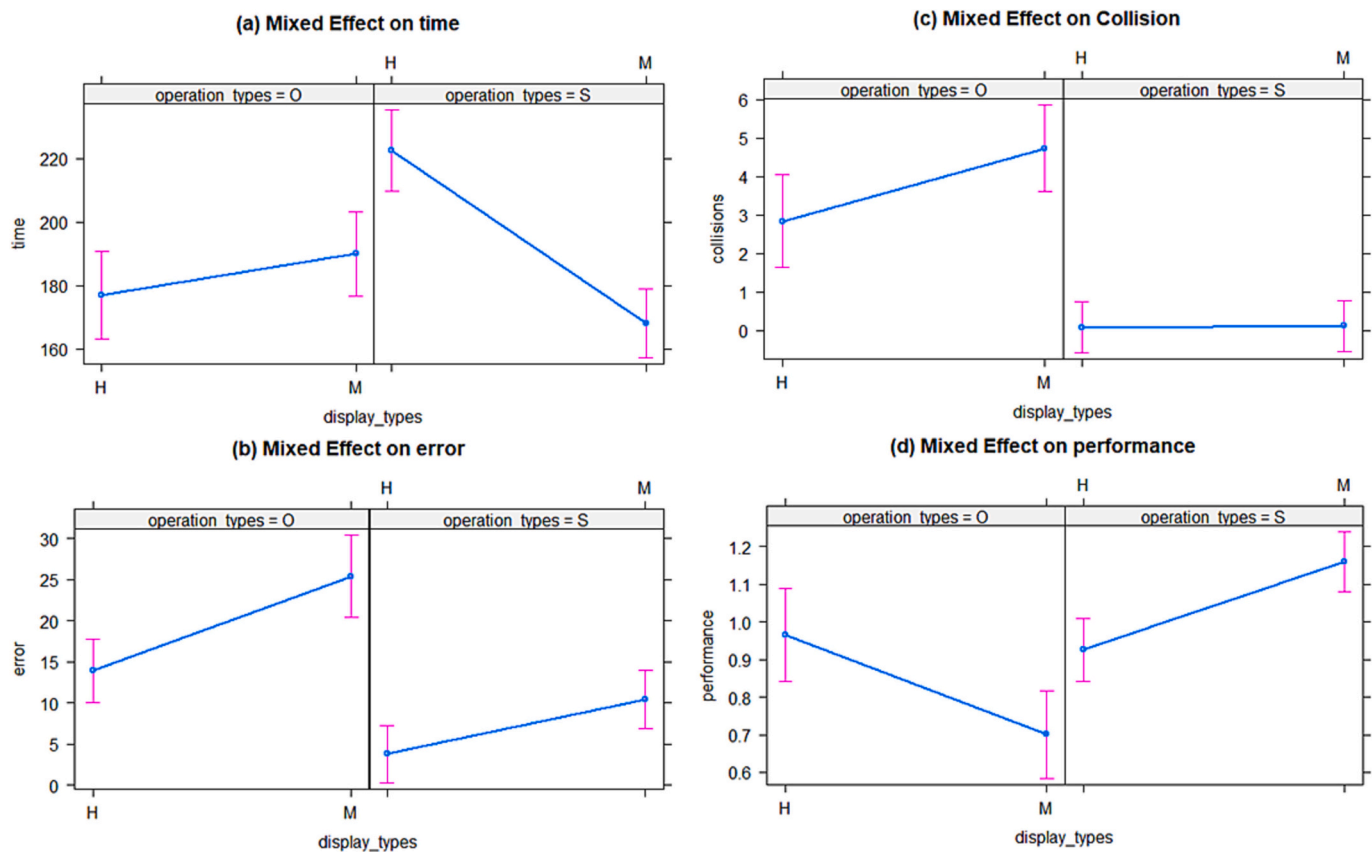 (a) Mixed Effect on time
H M
operation_types = O operation_types = S
220
200
180
160
time
H M
display_types
(c) Mixed Effect on Collision
H M
operation_types = O operation_types = S
6
5
4
3
2
1
0
collisions
H M
display_types
(b) Mixed Effect on error
H M
operation_types = O operation_types = S
30
25
20
15
10
5
0
error
H M
display_types
(d) Mixed Effect on performance
H M
operation_types = O operation_types = S
1.2
1.1
1.0
0.9
0.8
0.7
0.6
performance
H M
display_types